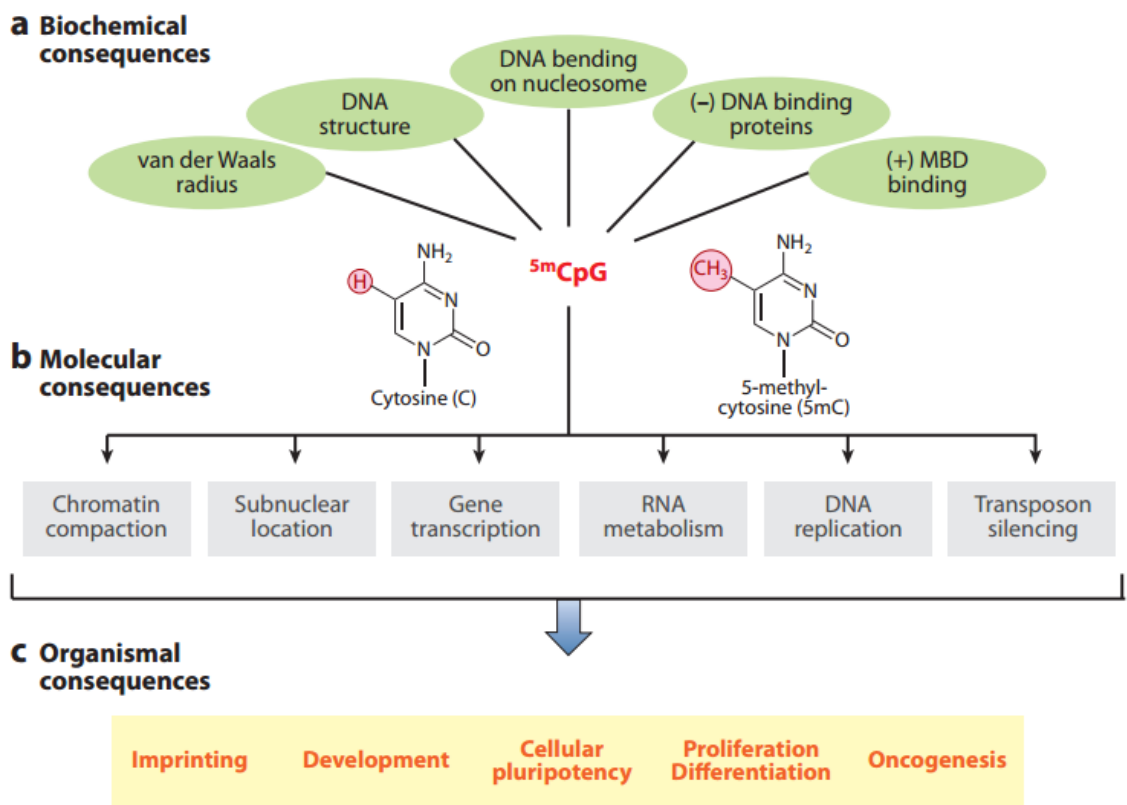 a Biochemical
consequences
DNA bending
on nucleosome
DNA
structure
(–) DNA binding
proteins
van der Waals
radius
(+) MBD
binding
5mCpG
H
NH2
N
N
O
Cytosine (C)
CH3
NH2
N
N
O
5-methyl-
cytosine (5mC)
b Molecular
consequences
Chromatin
compaction
Subnuclear
location
Gene
transcription
RNA
metabolism
DNA
replication
Transposon
silencing
c Organismal
consequences
Imprinting
Development
Cellular
pluripotency
Proliferation
Differentiation
Oncogenesis